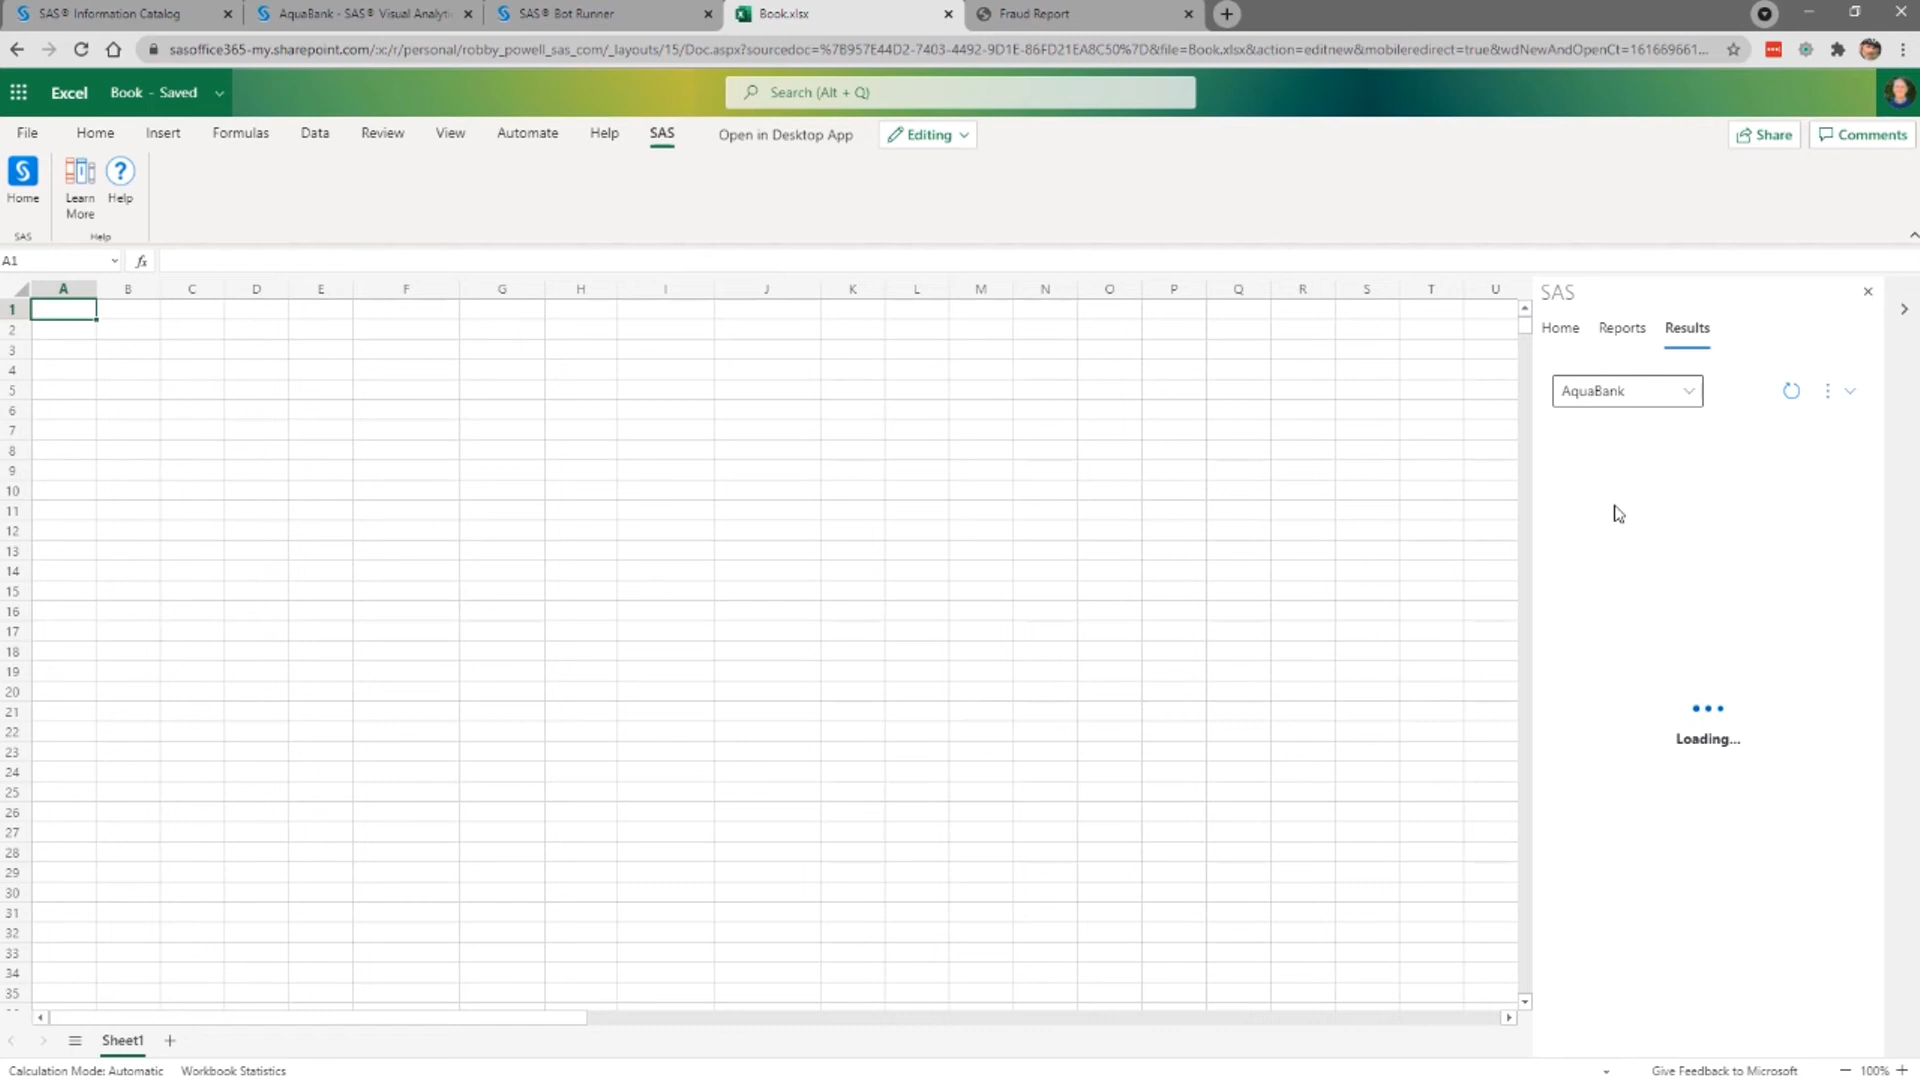 SAS® Information Catalog
AquaBank - SAS® Visual Analyti
SAS® Bot Runner
Book.xlsx
Fraud Report
sasoffice365-my.sharepoint.com/:x:/r/personal/robby_powell_sas_com/_layouts/15/Doc.aspx?sourcedoc=%7B957E44D2-7403-4492-9D1E-86FD21EA8C50%7D&file=Book.xlsx&action=editnew&mobileredirect=true&wdNewAndOpenCt=161669661...
Excel Book - Saved
Search (Alt + Q)
File Home Insert Formulas Data Review View Automate Help SAS Open in Desktop App Editing Share Comments
Home
Learn More
Help
SAS
Help
A1 fx
A B C D E F G H I J K L M N O P Q R S T U
1
2
3
4
5
6
7
8
9
10
11
12
13
14
15
16
17
18
19
20
21
22
23
24
25
26
27
28
29
30
31
32
33
34
35
SAS
Home Reports Results
AquaBank
Loading...
Sheet1
Calculation Mode: Automatic Workbook Statistics Give Feedback to Microsoft 100%